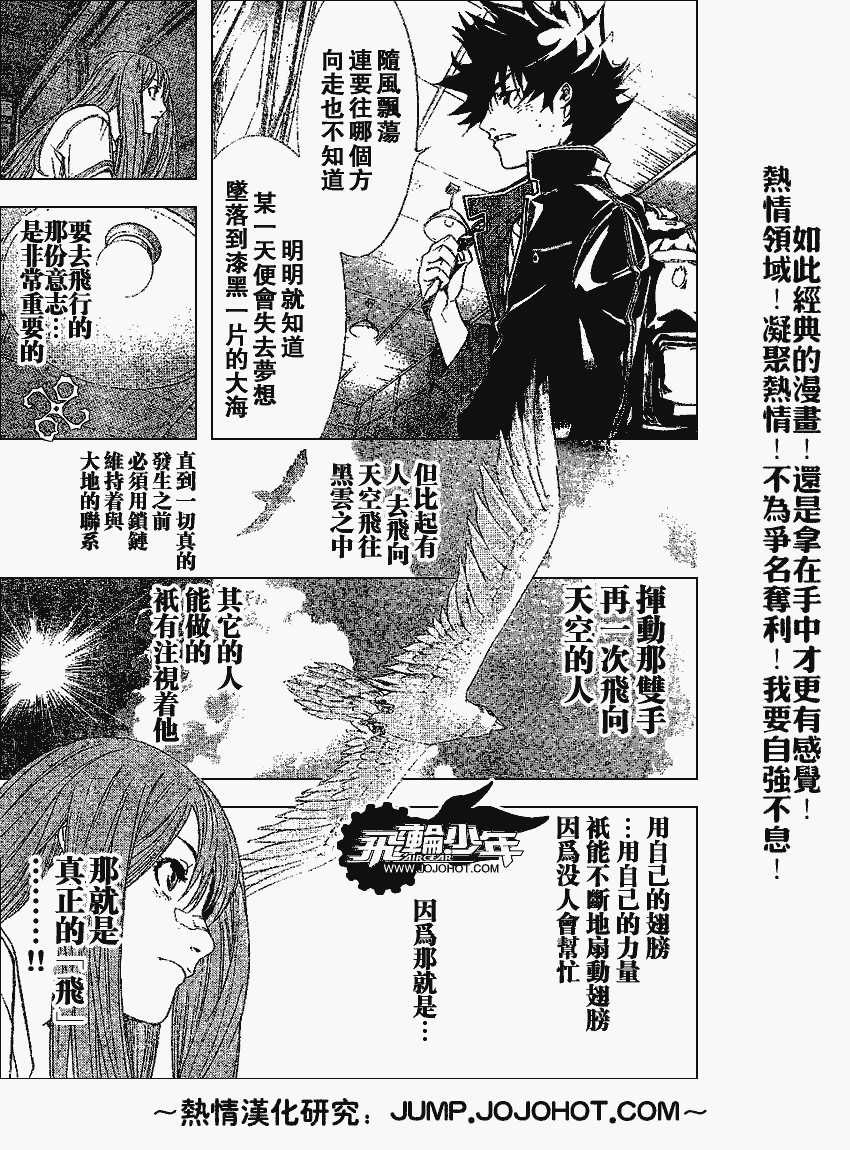 隨風飄蕩
連要往哪個方
向走也不知道
明明就知道
某一天便會失去夢想
墜落到漆黑一片的大海
要去飛行的
那份意志…
是非常重要的
但比起有
人去飛向
天空飛往
黑雲之中
直到一切真的
發生之前
必須用鎖鏈
維持着與
大地的聯系
揮動那雙手
再一次飛向
天空的人
其它的人
能做的
衹有注視着他
用自己的翅膀
…用自己的力量
衹能不斷地扇動翅膀
因爲没人會幫忙
飛輪少年
AIR GEAR
WWW.JOJOHOT.COM
因爲那就是…
那就是
真正的「飛」
………!!
如此經典的漫畫！還是拿在手中才更有感覺！
熱情領域！凝聚熱情！不為爭名奪利！我要自強不息！
～熱情漢化研究：JUMP.JOJOHOT.COM～